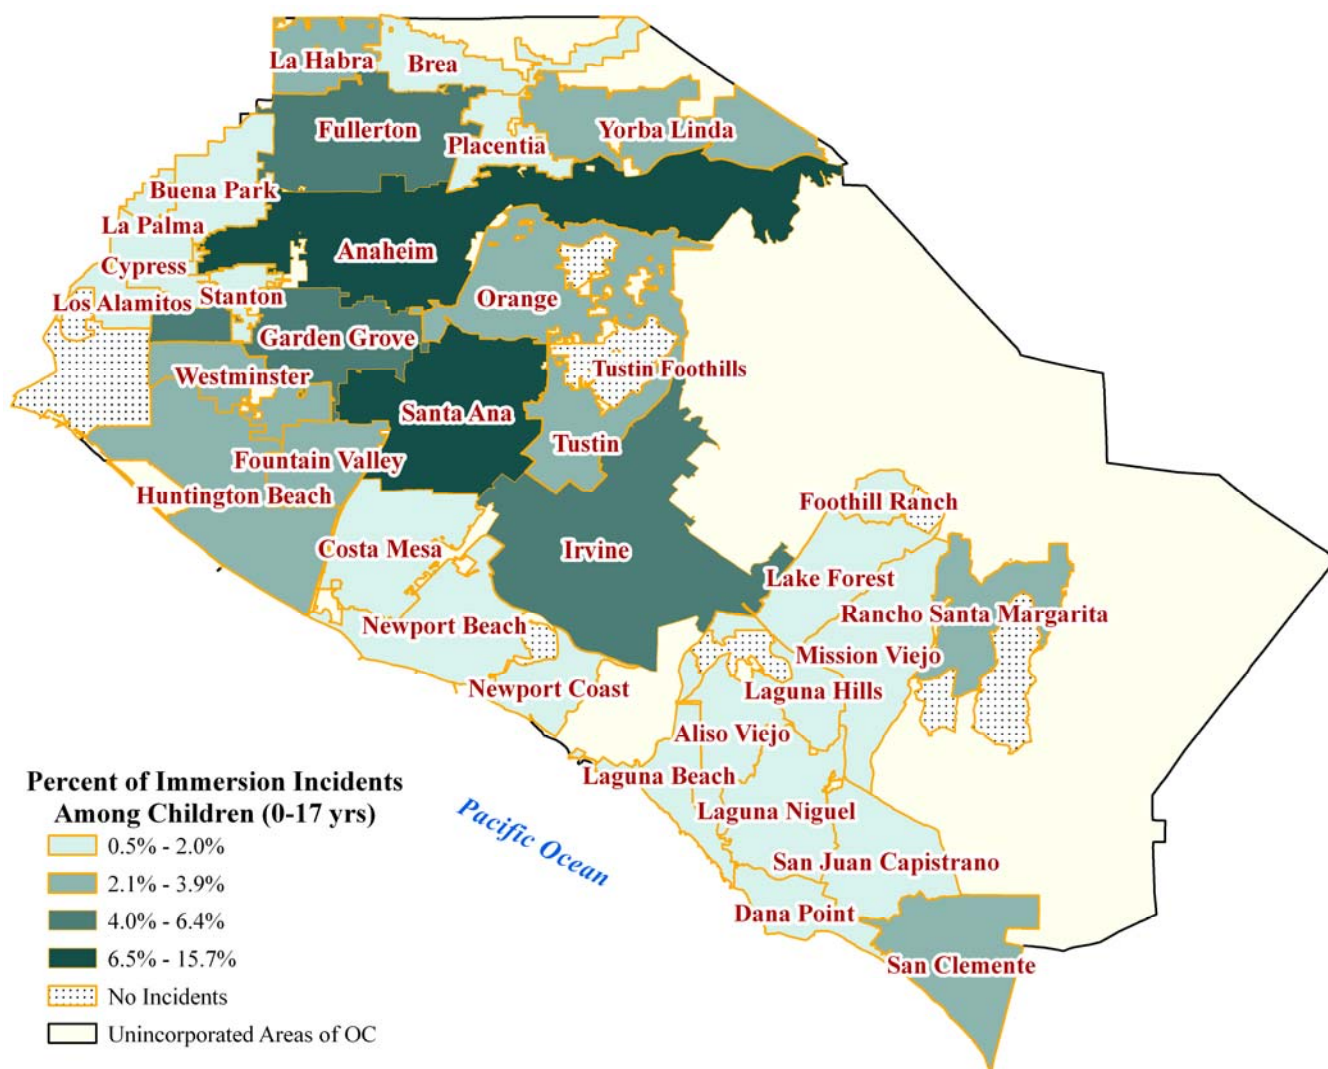 La Habra
Brea
Fullerton
Placentia
Yorba Linda
Buena Park
La Palma
Anaheim
Cypress
Stanton
Los Alamitos
Orange
Garden Grove
Westminster
Tustin Foothills
Santa Ana
Tustin
Fountain Valley
Huntington Beach
Foothill Ranch
Costa Mesa
Irvine
Lake Forest
Rancho Santa Margarita
Newport Beach
Mission Viejo
Newport Coast
Laguna Hills
Aliso Viejo
Laguna Beach
Laguna Niguel
San Juan Capistrano
Dana Point
San Clemente
Pacific Ocean
Percent of Immersion Incidents
Among Children (0-17 yrs)
0.5% - 2.0%
2.1% - 3.9%
4.0% - 6.4%
6.5% - 15.7%
No Incidents
Unincorporated Areas of OC